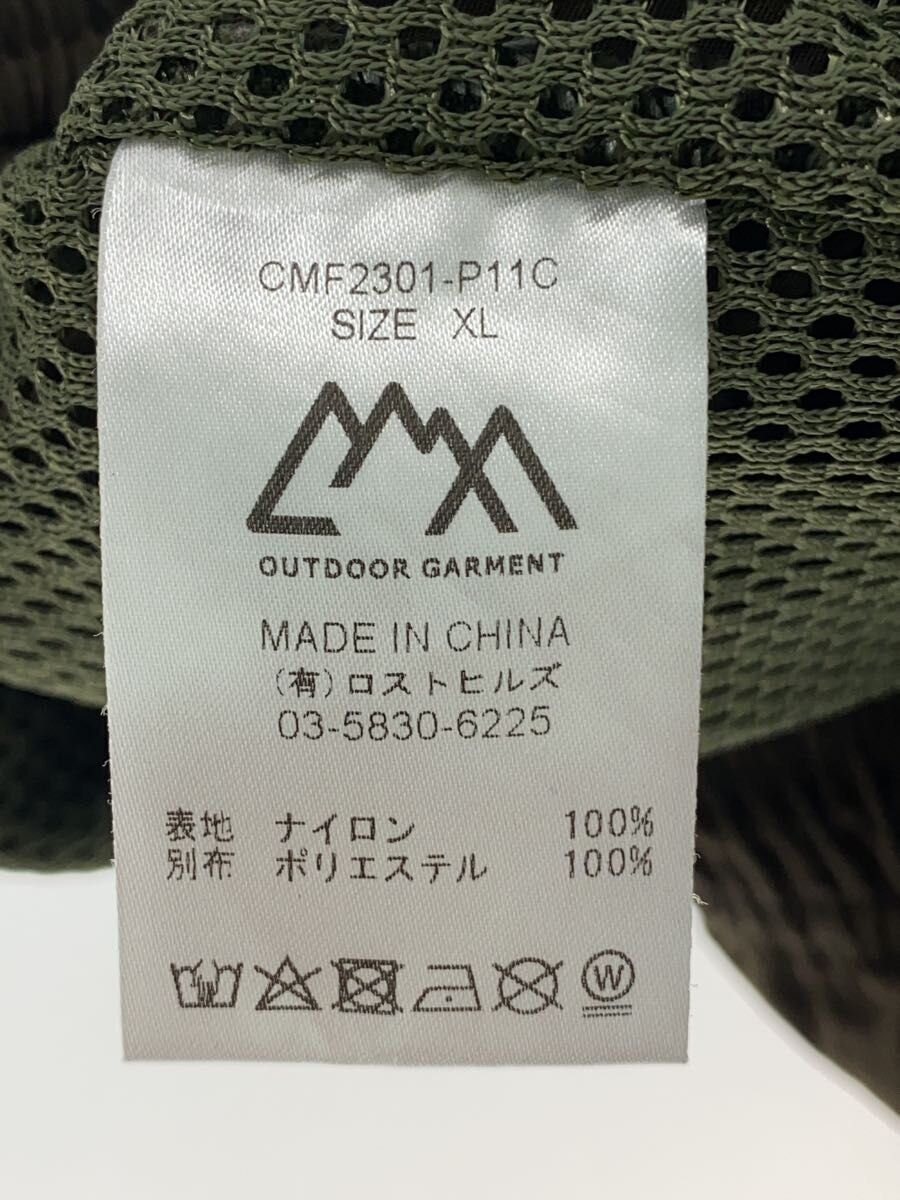 CMF2301-P11C
SIZE XL
OUTDOOR GARMENT
MADE IN CHINA
(有)ロストヒルズ
03-5830-6225
表地 ナイロン 100%
別布 ポリエステル 100%
W